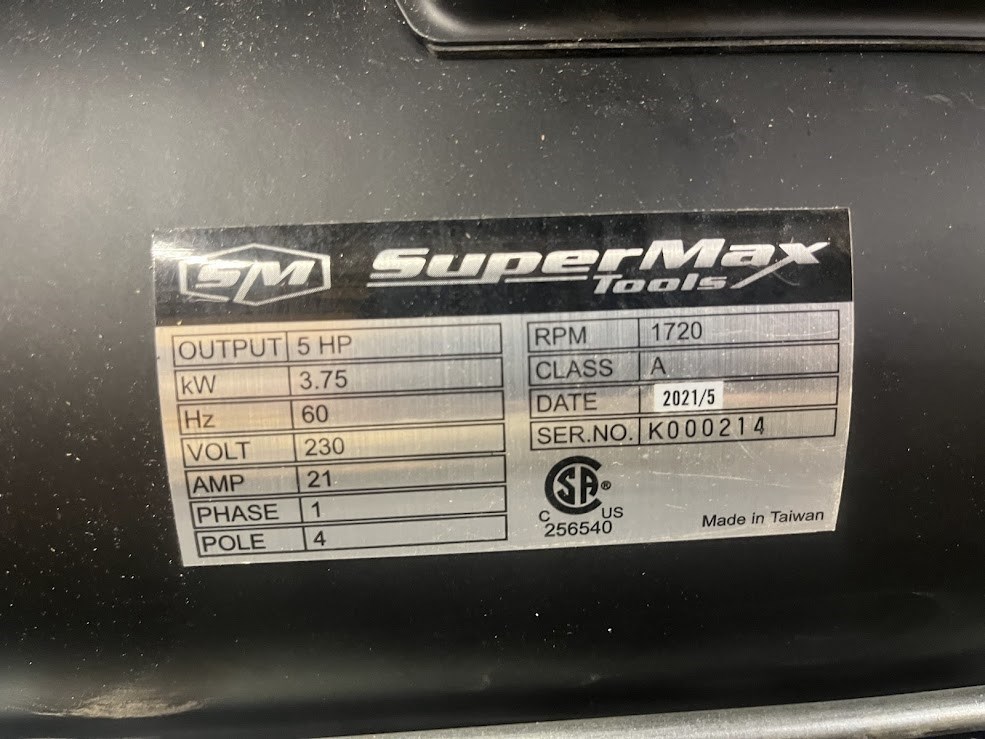 SM SuperMax
Tools
OUTPUT 5 HP
kW 3.75
Hz 60
VOLT 230
AMP 21
PHASE 1
POLE 4
RPM 1720
CLASS A
DATE 2021/5
SER.NO. K000214
CSA®
C US
256540
Made in Taiwan